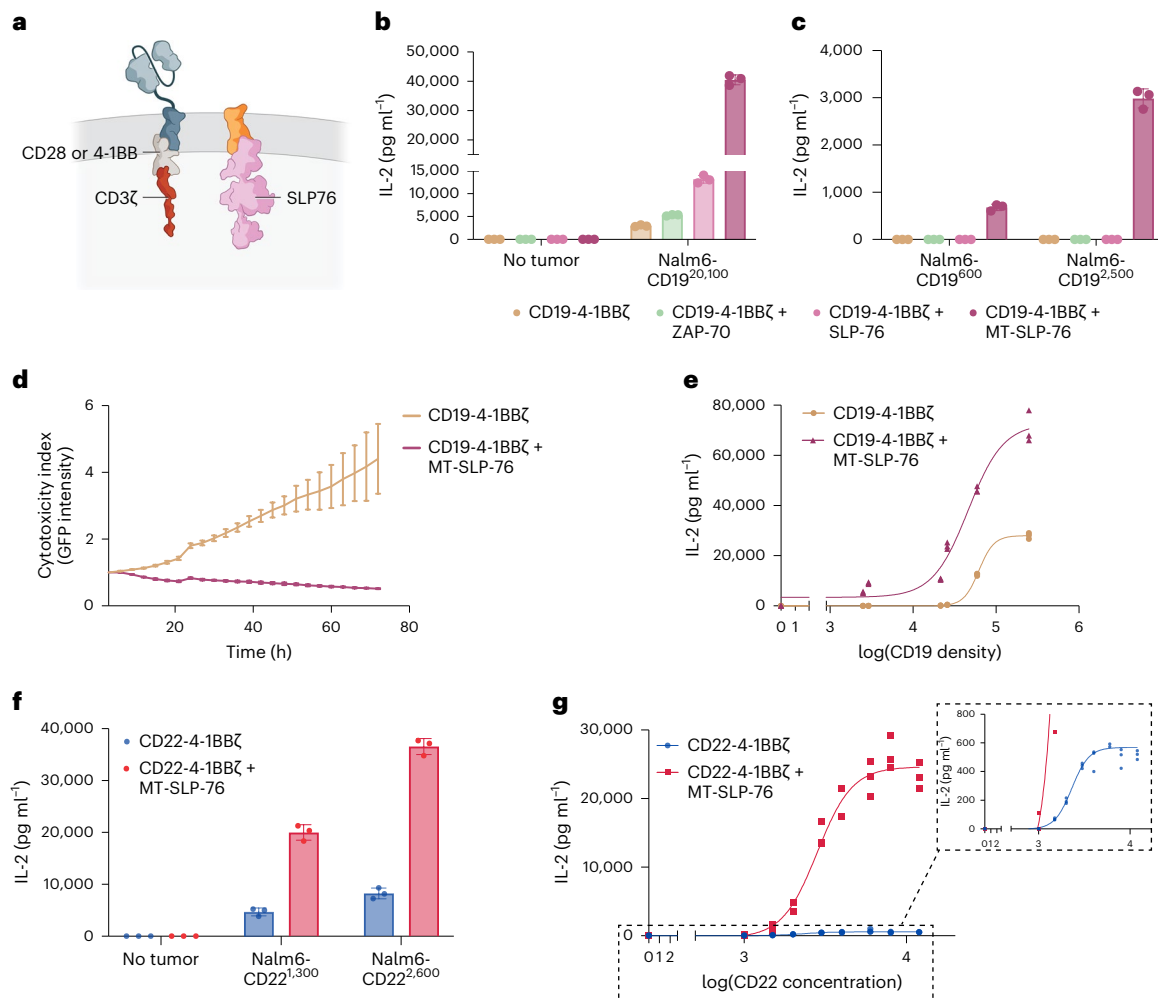 a
CD28 or 4-1BB
CD3ζ
SLP76
b
IL-2 (pg ml⁻¹)
50,000
40,000
30,000
20,000
15,000
10,000
5,000
0
No tumor
Nalm6-
CD19²⁰,¹⁰⁰
c
IL-2 (pg ml⁻¹)
4,000
3,000
2,000
1,000
0
Nalm6-
CD19⁶⁰⁰
Nalm6-
CD19²,⁵⁰⁰
CD19-4-1BBζ
CD19-4-1BBζ +
ZAP-70
CD19-4-1BBζ +
SLP-76
CD19-4-1BBζ +
MT-SLP-76
d
Cytotoxicity index
(GFP intensity)
6
4
2
0
20
40
60
80
Time (h)
CD19-4-1BBζ
CD19-4-1BBζ +
MT-SLP-76
e
IL-2 (pg ml⁻¹)
80,000
60,000
40,000
20,000
0
0 1 3 4 5 6
log(CD19 density)
CD19-4-1BBζ
CD19-4-1BBζ +
MT-SLP-76
f
IL-2 (pg ml⁻¹)
40,000
30,000
20,000
10,000
0
No tumor
Nalm6-
CD22¹,³⁰⁰
Nalm6-
CD22²,⁶⁰⁰
CD22-4-1BBζ
CD22-4-1BBζ +
MT-SLP-76
g
IL-2 (pg ml⁻¹)
30,000
20,000
10,000
0
0 1 2 3 4
log(CD22 concentration)
CD22-4-1BBζ
CD22-4-1BBζ +
MT-SLP-76
IL-2 (pg ml⁻¹)
800
600
400
200
0
0 1 2 3 4